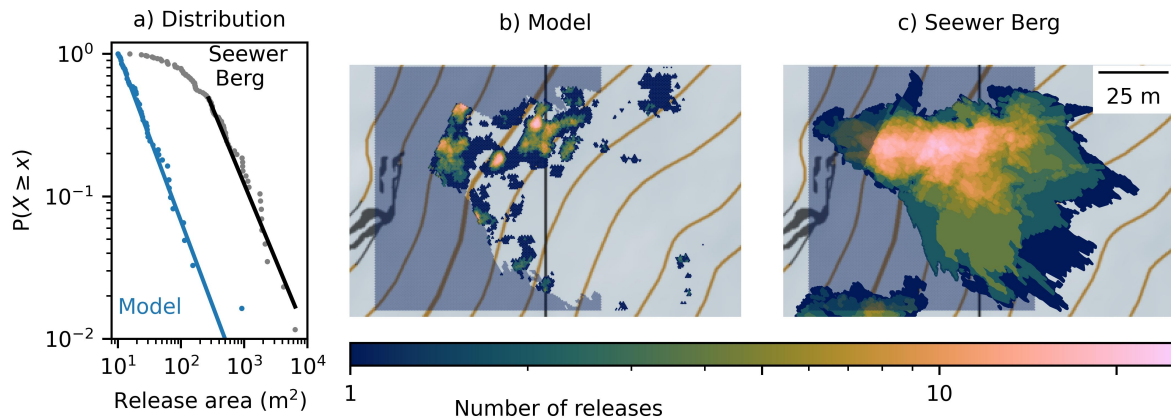 a) Distribution
b) Model
c) Seewer Berg
Seewer
Berg
Model
P(X ≥ x)
10⁰
10⁻¹
10⁻²
10¹ 10² 10³ 10⁴
Release area (m²)
25 m
1 10
Number of releases